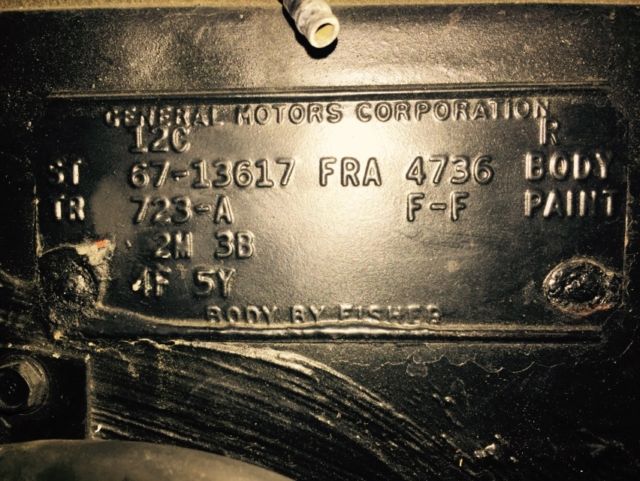 GENERAL MOTORS CORPORATION
12C R
ST 67-13617 FRA 4736 BODY
TR 723-A F-F PAINT
2M 3B
4F 5Y
BODY BY FISHER